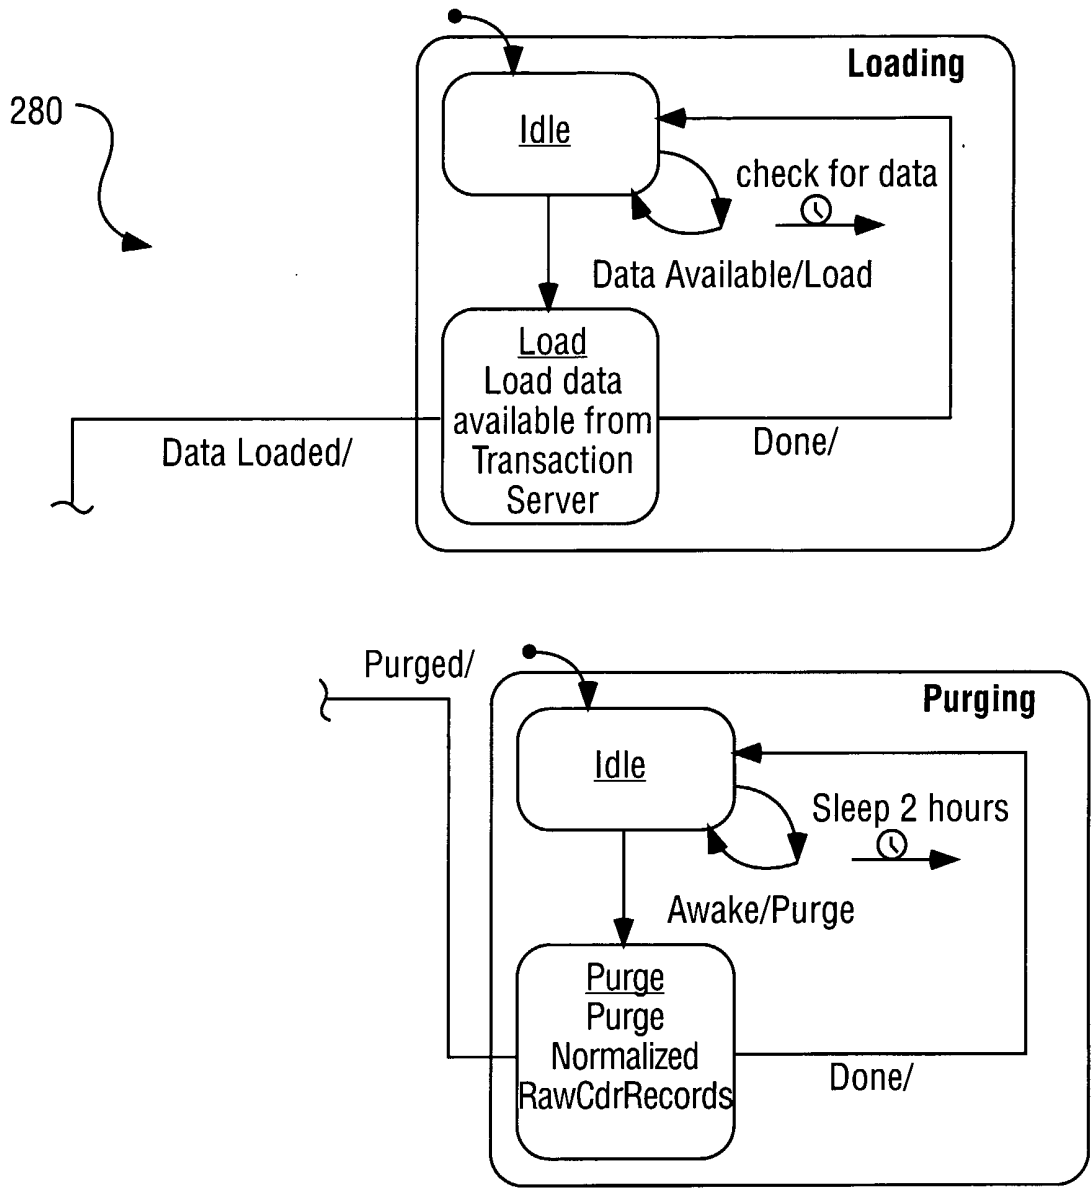 Loading
280
Idle
check for data
Data Available/Load
Load
Load data
available from
Transaction
Server
Data Loaded/
Done/
Purged/
Purging
Idle
Sleep 2 hours
Awake/Purge
Purge
Purge
Normalized
RawCdrRecords
Done/